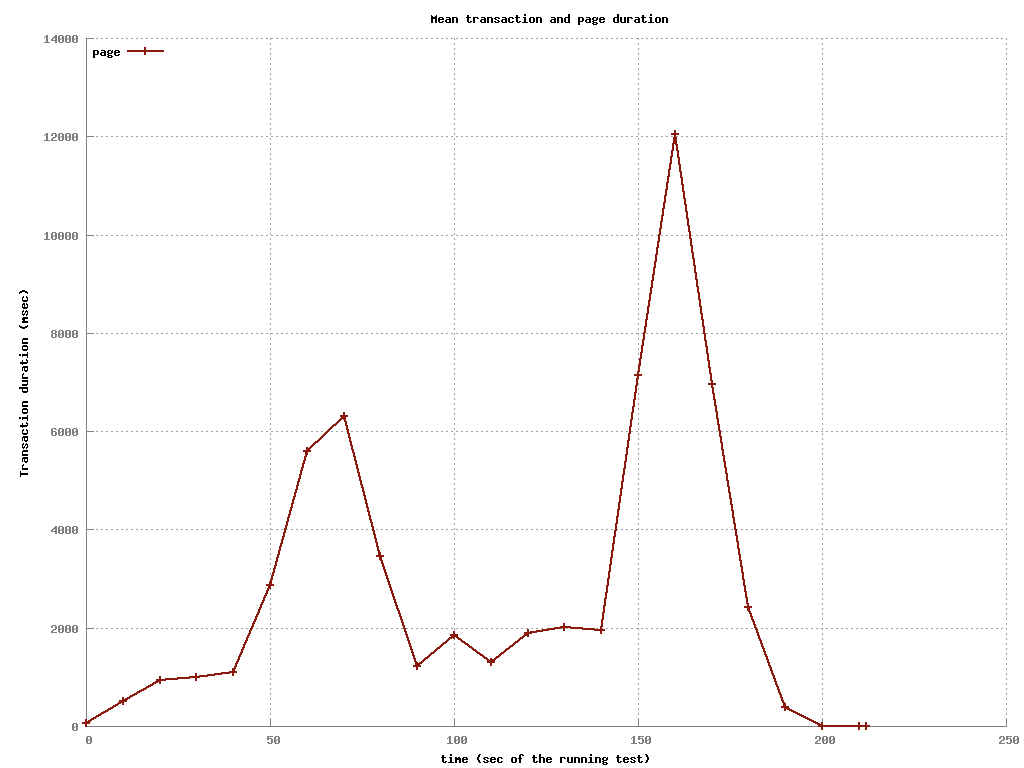 Mean transaction and page duration
page
14000
12000
10000
8000
6000
4000
2000
0
Transaction duration (msec)
0 50 100 150 200 250
time (sec of the running test)